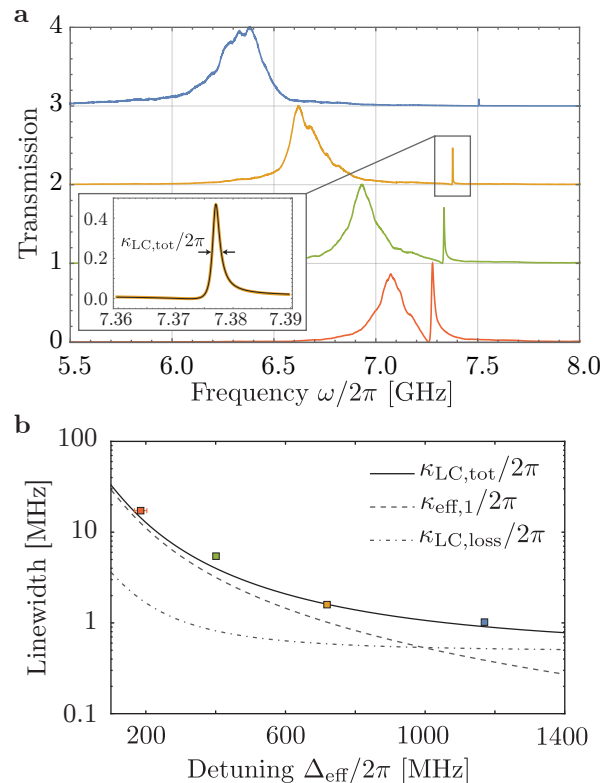 a
Transmission
4
3
2
1
0
0.4
0.2
0.0
κLC,tot/2π
7.36 7.37 7.38 7.39
5.5 6.0 6.5 7.0 7.5 8.0
Frequency ω/2π [GHz]
b
Linewidth [MHz]
100
10
1
0.1
κLC,tot/2π
κeff,1/2π
κLC,loss/2π
200 600 1000 1400
Detuning Δeff/2π [MHz]